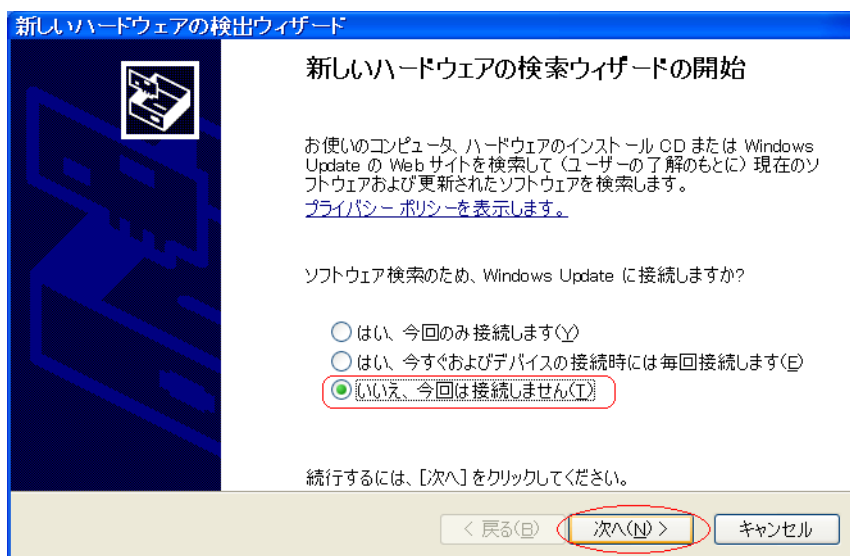 新しいハードウェアの検出ウィザード
新しいハードウェアの検索ウィザードの開始
お使いのコンピュータ、ハードウェアのインストール CD または Windows
Update の Web サイトを検索して (ユーザーの了解のもとに) 現在のソ
フトウェアおよび更新されたソフトウェアを検索します。
プライバシー ポリシーを表示します。
ソフトウェア検索のため、Windows Update に接続しますか?
はい、今回のみ接続します(Y)
はい、今すぐおよびデバイスの接続時には毎回接続します(E)
いいえ、今回は接続しません(T)
続行するには、[次へ] をクリックしてください。
< 戻る(B)
次へ(N) >
キャンセル